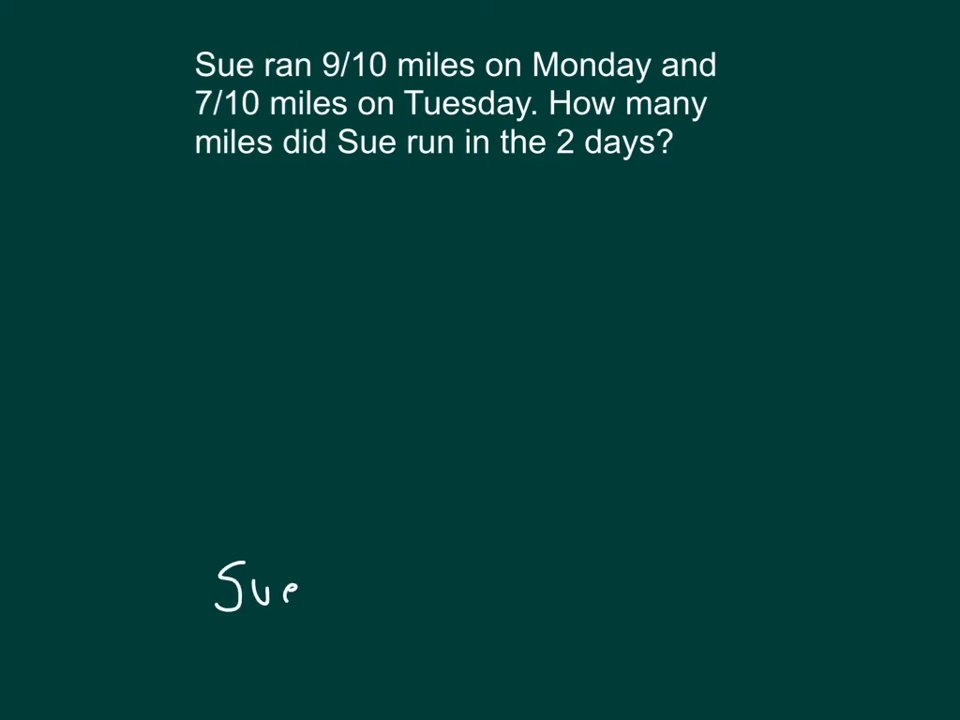 Sue ran 9/10 miles on Monday and
7/10 miles on Tuesday. How many
miles did Sue run in the 2 days?
Sue